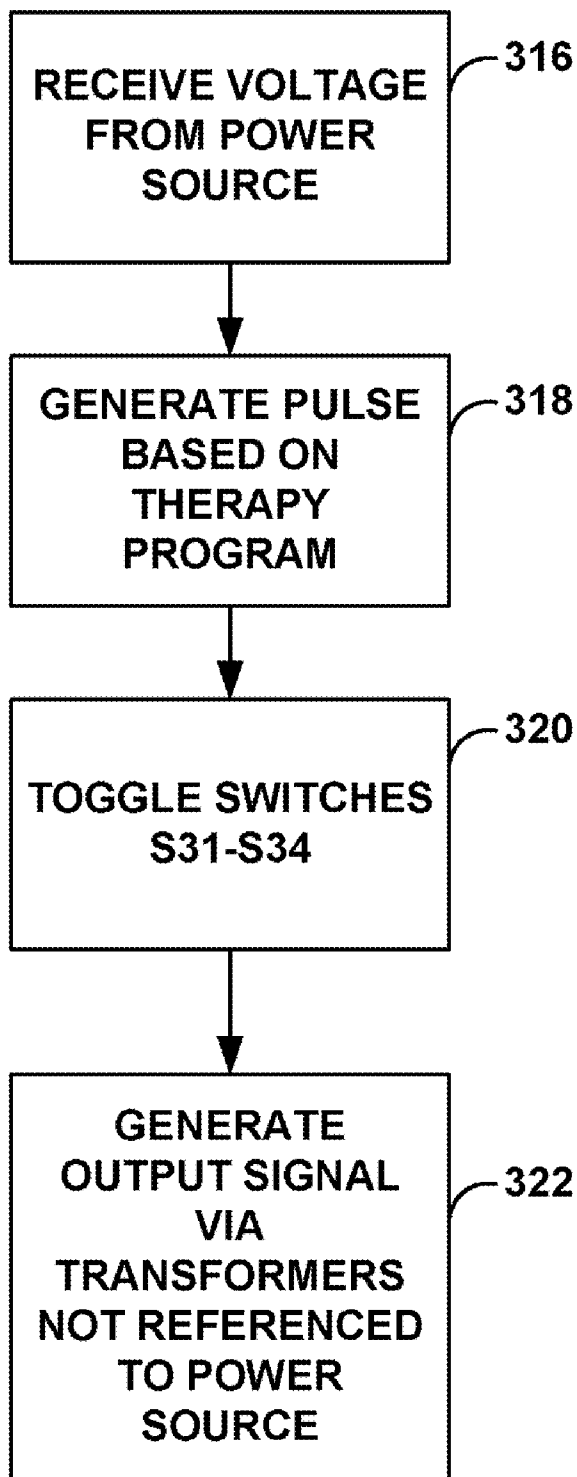 RECEIVE VOLTAGE
FROM POWER
SOURCE
316
GENERATE PULSE
BASED ON
THERAPY
PROGRAM
318
TOGGLE SWITCHES
S31-S34
320
GENERATE
OUTPUT SIGNAL
VIA
TRANSFORMERS
NOT REFERENCED
TO POWER
SOURCE
322